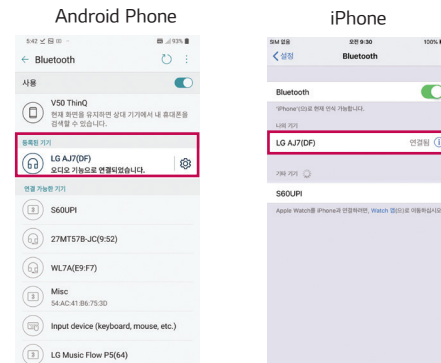 Android Phone
iPhone
5:42
93%
← Bluetooth
사용
V50 ThinQ
현재 화면을 유지하면 상대 기기에서 내 휴대폰을
검색할 수 있습니다.
등록된 기기
LG AJ7(DF)
오디오 기능으로 연결되었습니다.
연결 가능한 기기
S60UPI
27MT57B-JC(9:52)
WL7A(E9:F7)
Misc
54:AC:41:B6:75:3D
Input device (keyboard, mouse, etc.)
LG Music Flow P5(64)
SIM 없음
오전 9:30
100%
설정
Bluetooth
Bluetooth
'iPhone'(으)로 현재 인식 가능합니다.
나의 기기
LG AJ7(DF)
연결됨
기타 기기
S60UPI
Apple Watch를 iPhone과 연결하려면, Watch 앱(으)로 이동하십시오